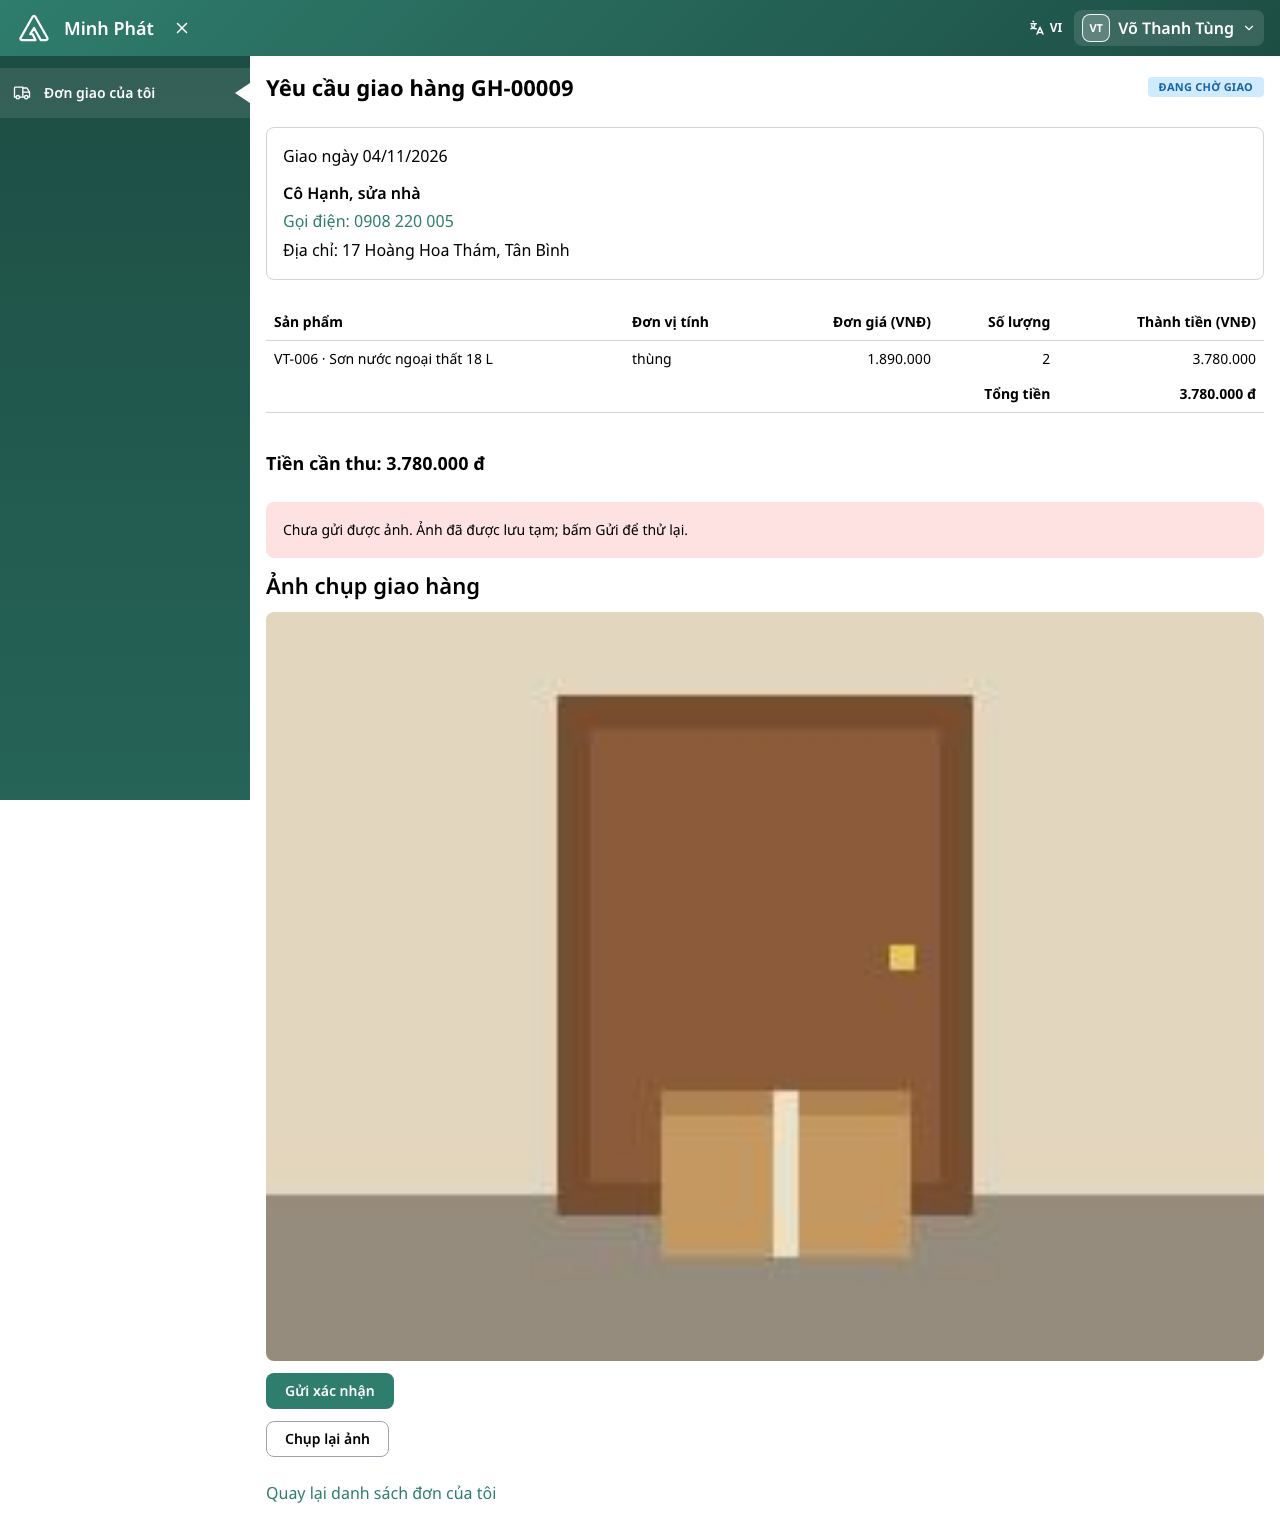 Minh Phát
VI
VT
Võ Thanh Tùng
Đơn giao của tôi
Yêu cầu giao hàng GH-00009
ĐANG CHỜ GIAO
Giao ngày 04/11/2026
Cô Hạnh, sửa nhà
Gọi điện: 0908 220 005
Địa chỉ: 17 Hoàng Hoa Thám, Tân Bình
Sản phẩm Đơn vị tính Đơn giá (VNĐ) Số lượng Thành tiền (VNĐ)
VT-006 · Sơn nước ngoại thất 18 L thùng 1.890.000 2 3.780.000
Tổng tiền 3.780.000 đ
Tiền cần thu: 3.780.000 đ
Chưa gửi được ảnh. Ảnh đã được lưu tạm; bấm Gửi để thử lại.
Ảnh chụp giao hàng
Gửi xác nhận
Chụp lại ảnh
Quay lại danh sách đơn của tôi